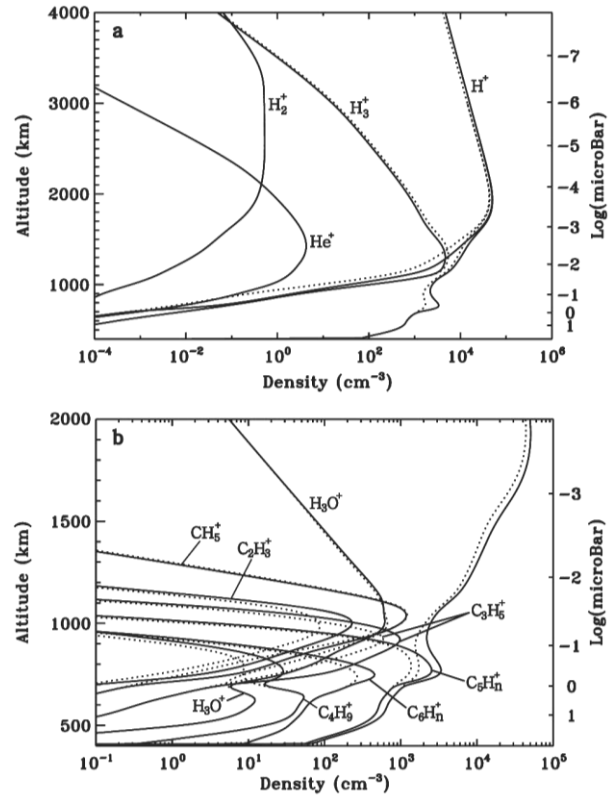 a
4000
3000
2000
1000
Altitude (km)
H₂⁺
H₃⁺
H⁺
He⁺
-7
-6
-5
-4
-3
-2
-1
0
1
Log(microBar)
10⁻⁴ 10⁻² 10⁰ 10² 10⁴ 10⁶
Density (cm⁻³)
b
2000
1500
1000
500
Altitude (km)
H₃O⁺
CH₅⁺
C₂H₃⁺
C₃H₅⁺
C₅Hₙ⁺
H₃O⁺
C₄H₉⁺
C₆Hₙ⁺
-3
-2
-1
0
1
Log(microBar)
10⁻¹ 10⁰ 10¹ 10² 10³ 10⁴ 10⁵
Density (cm⁻³)